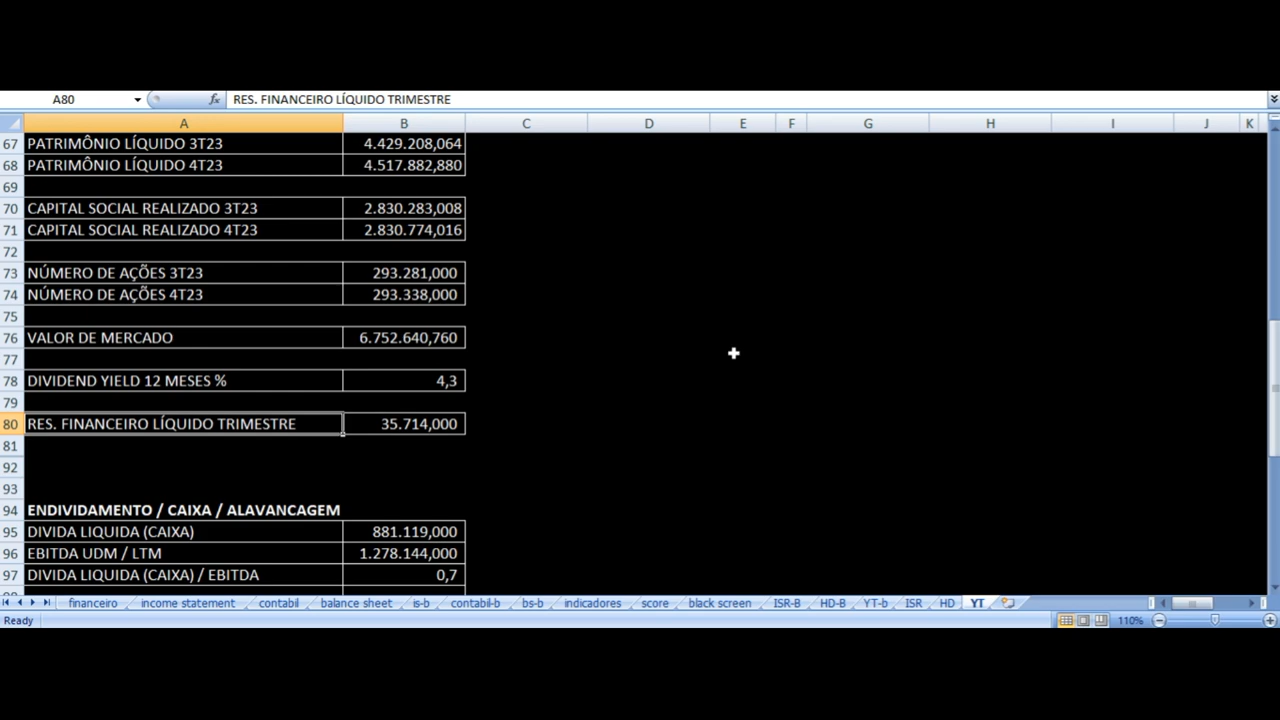 A80 fx RES. FINANCEIRO LÍQUIDO TRIMESTRE
A B C D E F G H I J K
67 PATRIMÔNIO LÍQUIDO 3T23 4.429.208,064
68 PATRIMÔNIO LÍQUIDO 4T23 4.517.882,880
69
70 CAPITAL SOCIAL REALIZADO 3T23 2.830.283,008
71 CAPITAL SOCIAL REALIZADO 4T23 2.830.774,016
72
73 NÚMERO DE AÇÕES 3T23 293.281,000
74 NÚMERO DE AÇÕES 4T23 293.338,000
75
76 VALOR DE MERCADO 6.752.640,760
77
78 DIVIDEND YIELD 12 MESES % 4,3
79
80 RES. FINANCEIRO LÍQUIDO TRIMESTRE 35.714,000
81
92
93
94 ENDIVIDAMENTO / CAIXA / ALAVANCAGEM
95 DIVIDA LIQUIDA (CAIXA) 881.119,000
96 EBITDA UDM / LTM 1.278.144,000
97 DIVIDA LIQUIDA (CAIXA) / EBITDA 0,7
financeiro income statement contabil balance sheet is-b contabil-b bs-b indicadores score black screen ISR-B HD-B YT-b ISR HD YT
Ready 110%